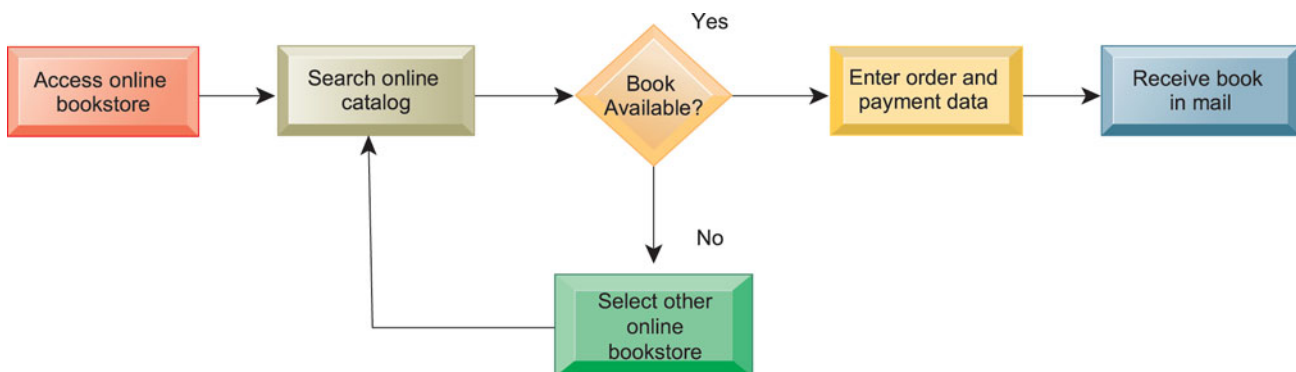 Yes
Access online
bookstore
Search online
catalog
Book
Available?
Enter order and
payment data
Receive book
in mail
No
Select other
online
bookstore